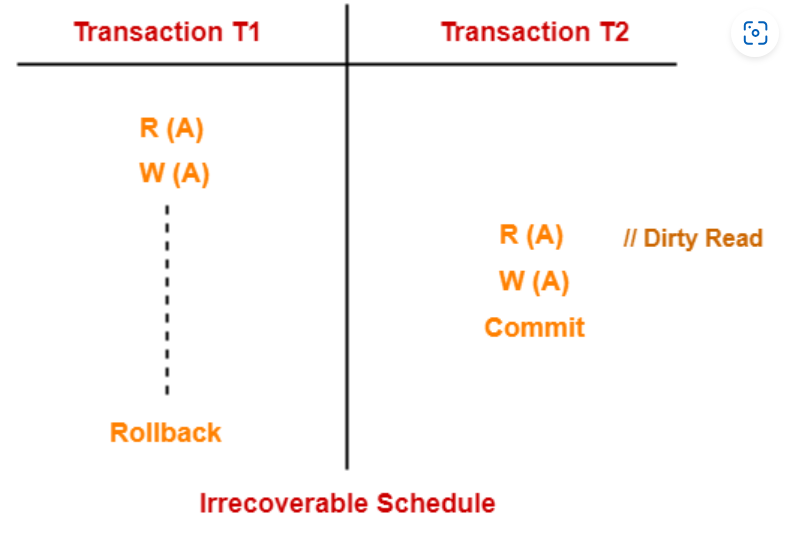 Transaction T1
Transaction T2
R (A)
W (A)
R (A) // Dirty Read
W (A)
Commit
Rollback
Irrecoverable Schedule